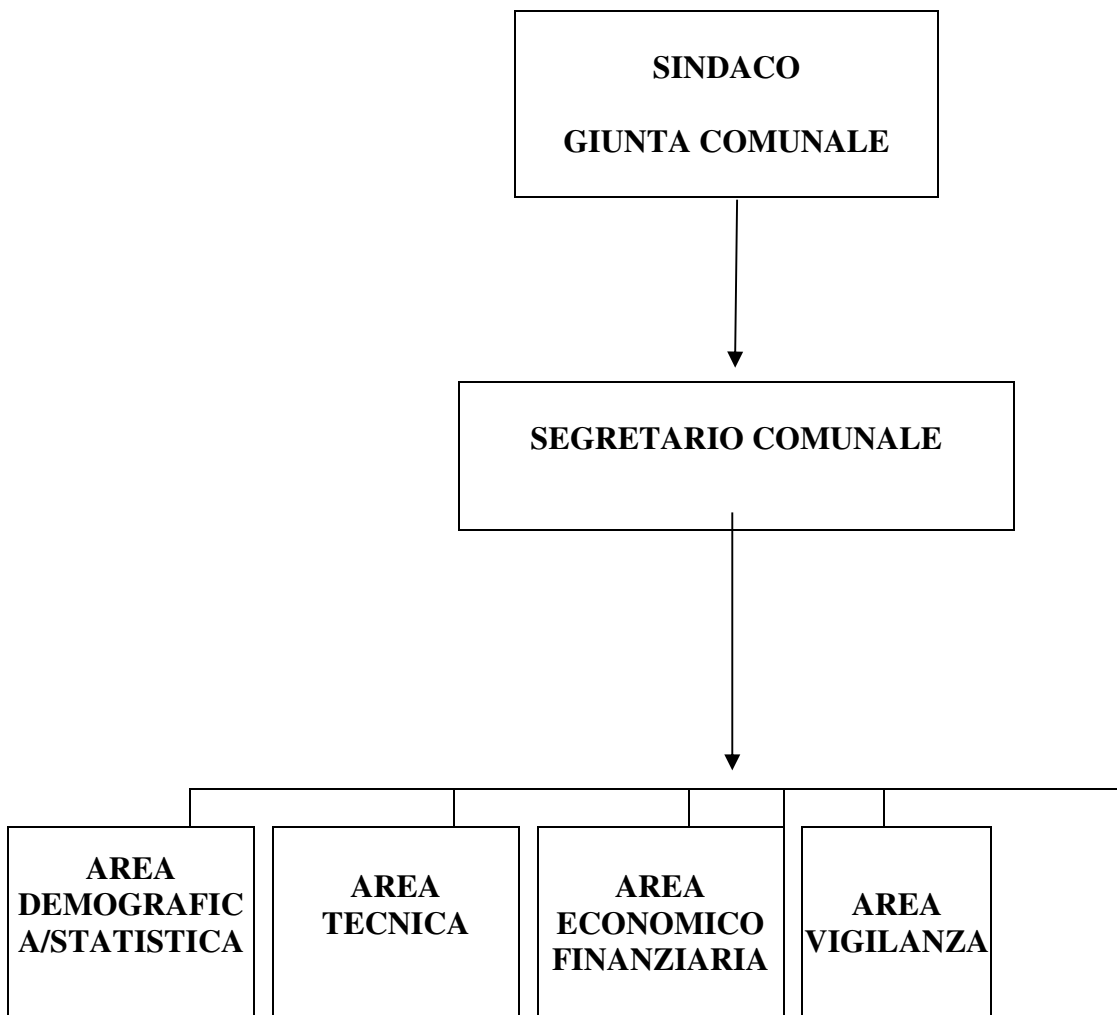 SINDACO
GIUNTA COMUNALE
SEGRETARIO COMUNALE
AREA
DEMOGRAFIC
A/STATISTICA
AREA
TECNICA
AREA
ECONOMICO
FINANZIARIA
AREA
VIGILANZA